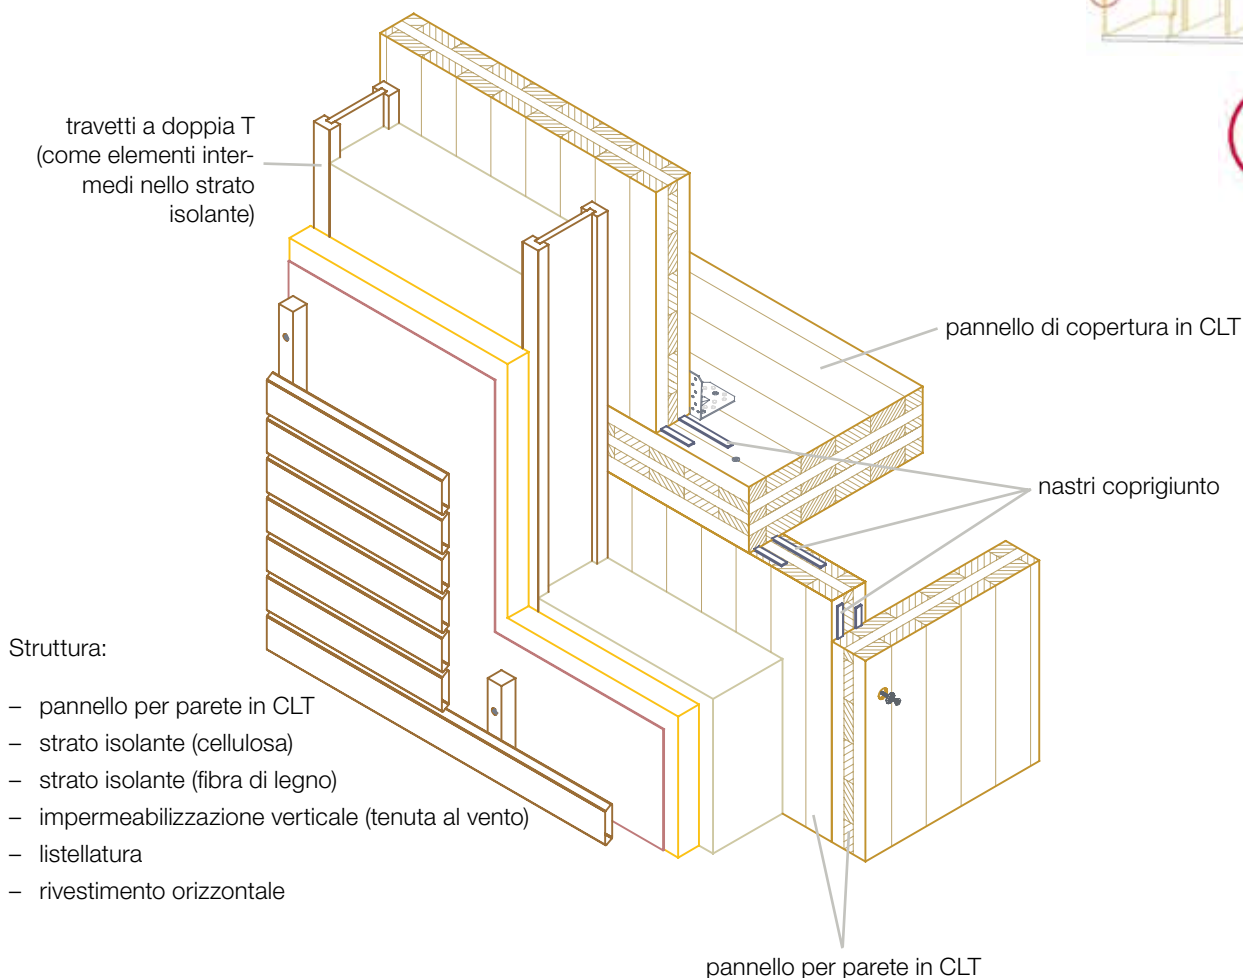 travetti a doppia T
(come elementi inter-
medi nello strato
isolante)
pannello di copertura in CLT
nastri coprigiunto
Struttura:
– pannello per parete in CLT
– strato isolante (cellulosa)
– strato isolante (fibra di legno)
– impermeabilizzazione verticale (tenuta al vento)
– listellatura
– rivestimento orizzontale
pannello per parete in CLT